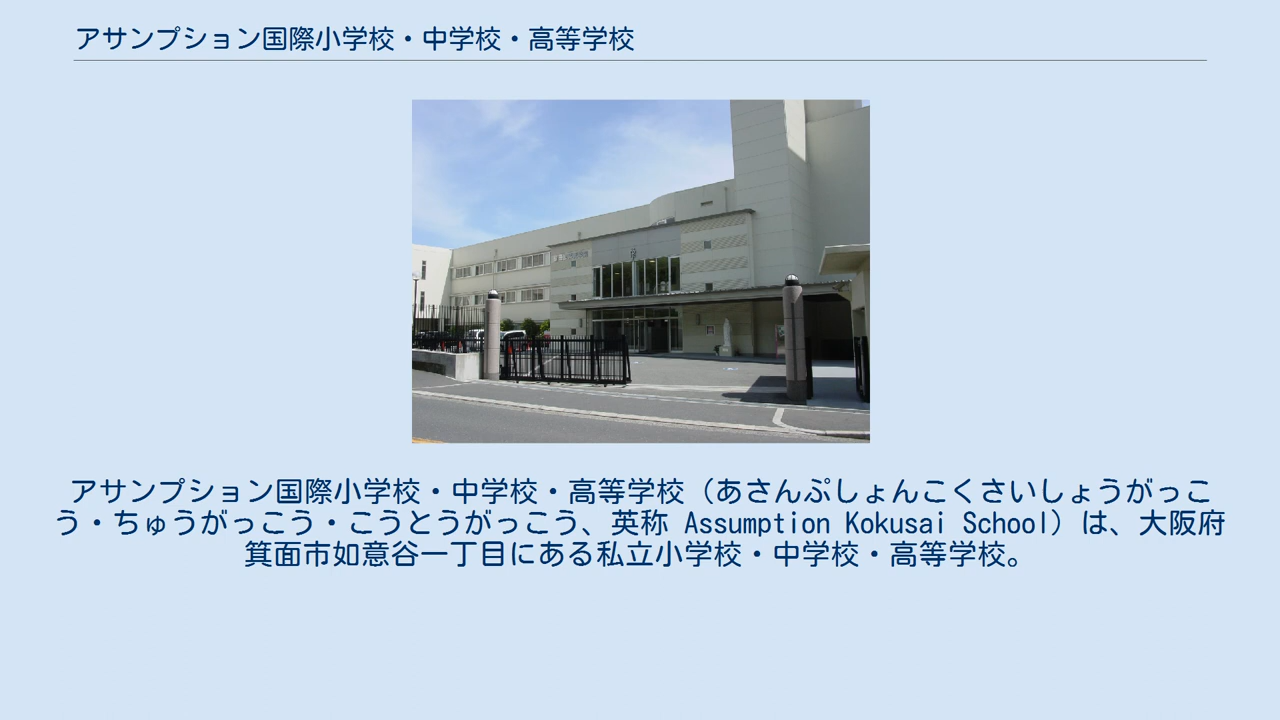 アサンプション国際小学校・中学校・高等学校
アサンプション国際小学校・中学校・高等学校（あさんぷしょんこくさいしょうがっこ
う・ちゅうがっこう・こうとうがっこう、英称 Assumption Kokusai School）は、大阪府
箕面市如意谷一丁目にある私立小学校・中学校・高等学校。